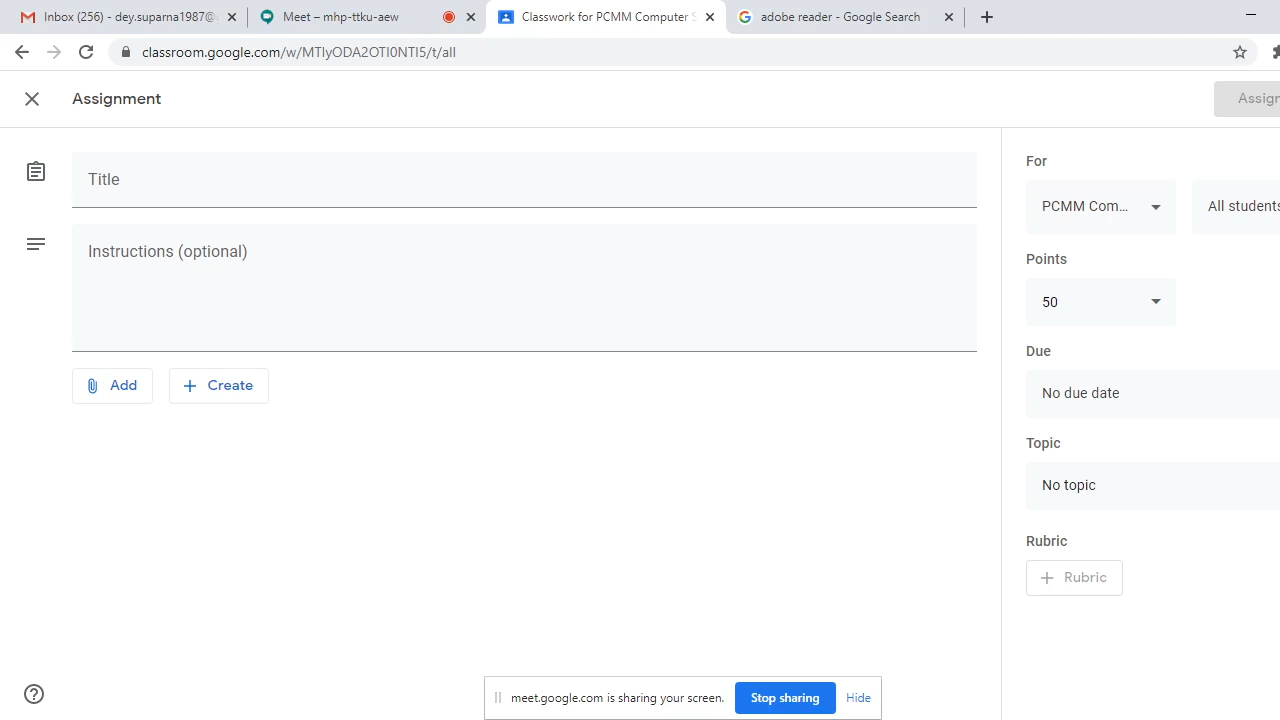 Inbox (256) - dey.suparna1987@
Meet – mhp-ttku-aew
Classwork for PCMM Computer S
adobe reader - Google Search
classroom.google.com/w/MTIyODA2OTI0NTI5/t/all
Assignment
Assign
Title
Instructions (optional)
Add
Create
For
PCMM Com...
All students
Points
50
Due
No due date
Topic
No topic
Rubric
Rubric
meet.google.com is sharing your screen.
Stop sharing
Hide